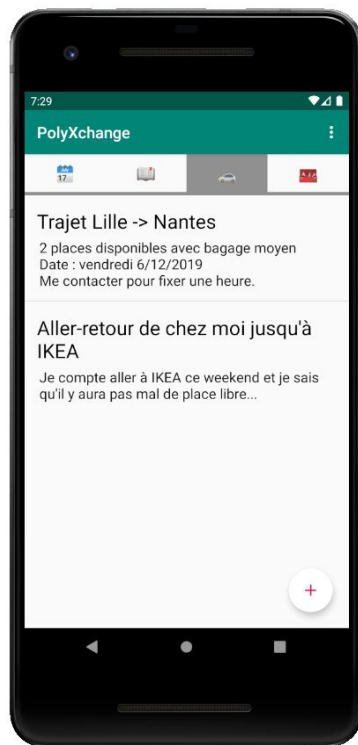 7:29
PolyXchange
July
17
Trajet Lille -> Nantes
2 places disponibles avec bagage moyen
Date : vendredi 6/12/2019
Me contacter pour fixer une heure.
Aller-retour de chez moi jusqu'à
IKEA
Je compte aller à IKEA ce weekend et je sais
qu'il y aura pas mal de place libre...
+